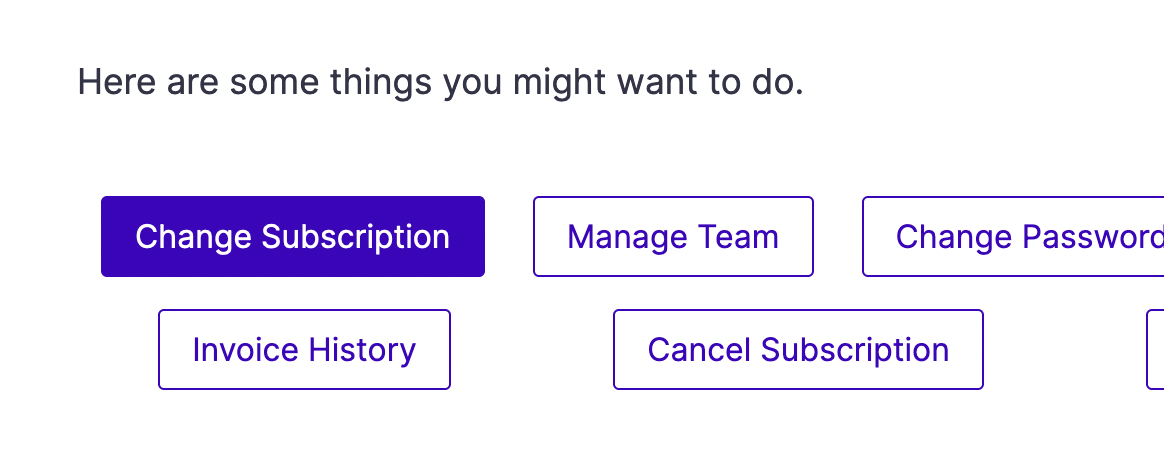 Here are some things you might want to do.
Change Subscription Manage Team Change Password
Invoice History Cancel Subscription